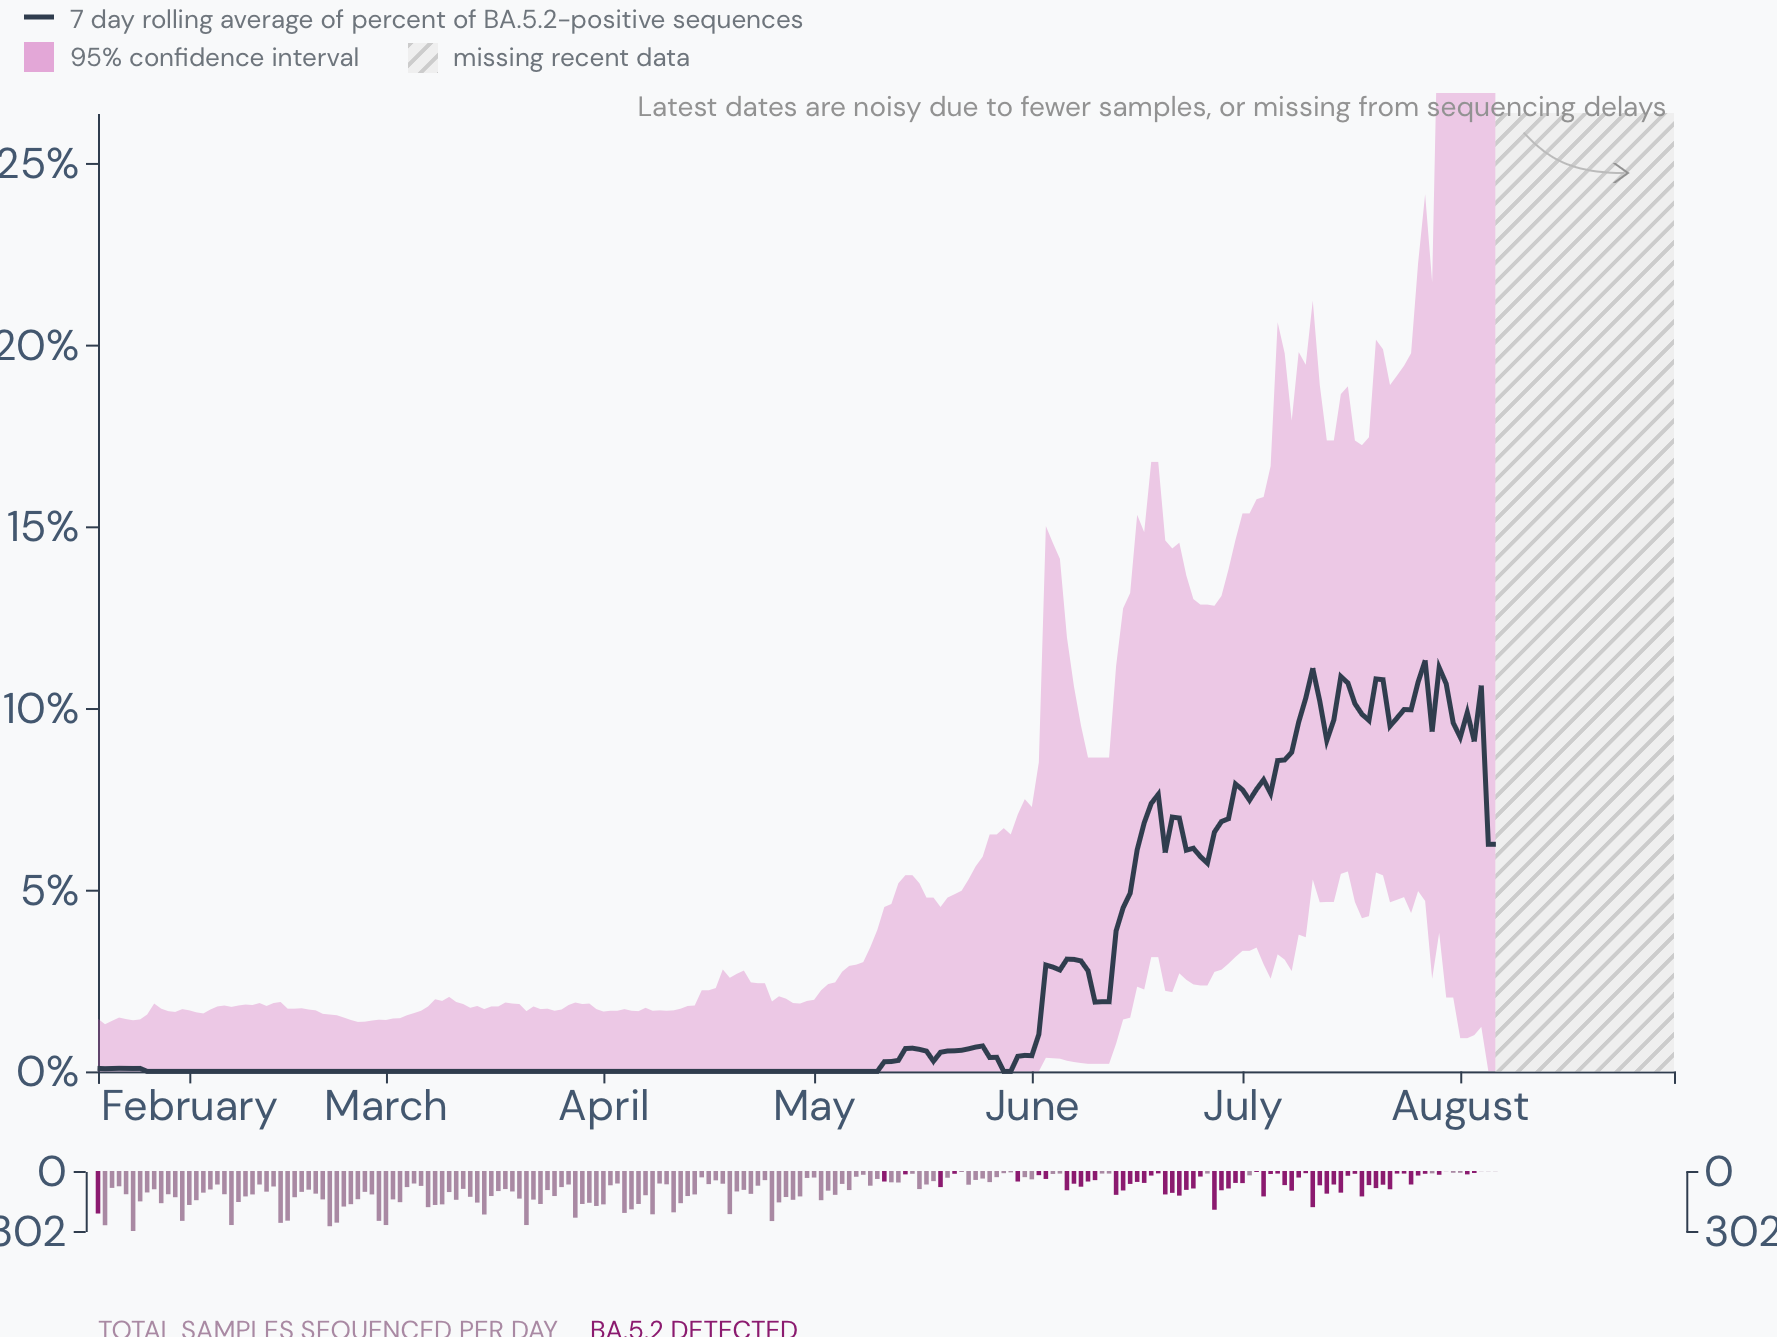 7 day rolling average of percent of BA.5.2-positive sequences
95% confidence interval missing recent data
Latest dates are noisy due to fewer samples, or missing from sequencing delays
25%
20%
15%
10%
5%
0%
February March April May June July August
0 0
302 302
TOTAL SAMPLES SEQUENCED PER DAY BA.5.2 DETECTED